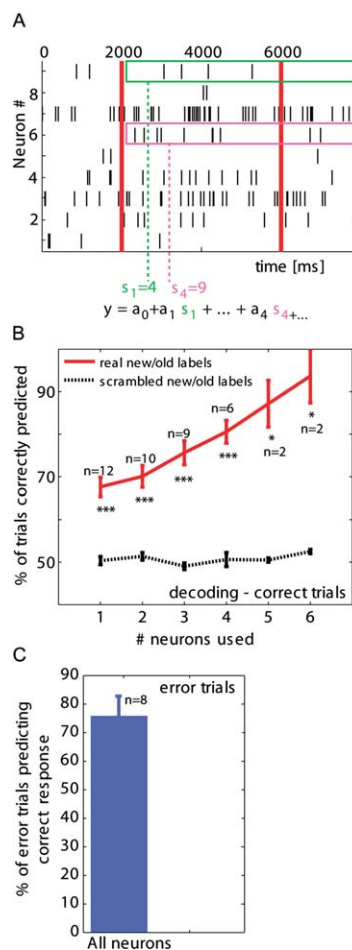 A
0 2000 4000 6000
Neuron #
8
6
4
2
time [ms]
s1=4 s4=9
y = a0+a1 s1 + ... + a4 s4+...
B
real new/old labels
scrambled new/old labels
% of trials correctly predicted
90
70
50
n=12
n=10
n=9
n=6
n=2
n=2
***
***
***
***
*
*
decoding - correct trials
1 2 3 4 5 6
# neurons used
C
error trials
% of error trials predicting
correct response
90
80
70
60
50
40
30
20
10
0
n=8
All neurons